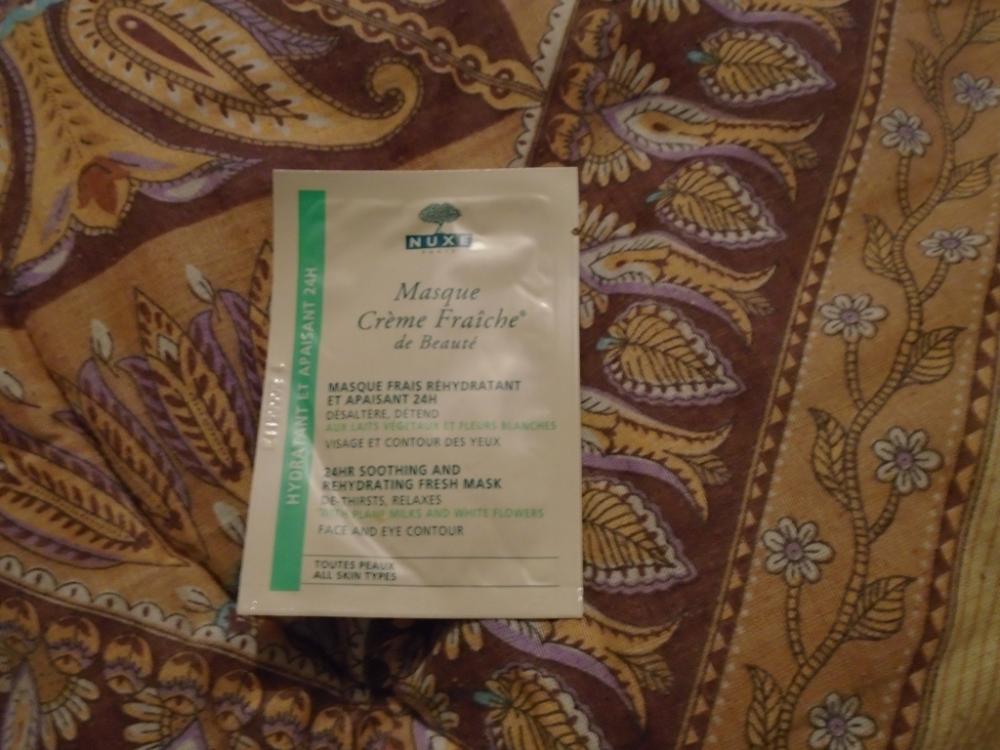 NUXE
PARIS
Masque
Crème Fraîche®
de Beauté
HYDRATANT ET APAISANT 24H
MASQUE FRAIS RÉHYDRATANT
ET APAISANT 24H
DÉSALTÈRE, DÉTEND
AUX LAITS VÉGÉTAUX ET FLEURS BLANCHES
VISAGE ET CONTOUR DES YEUX
24HR SOOTHING AND
REHYDRATING FRESH MASK
DE-THIRSTS, RELAXES
WITH PLANT MILKS AND WHITE FLOWERS
FACE AND EYE CONTOUR
TOUTES PEAUX
ALL SKIN TYPES